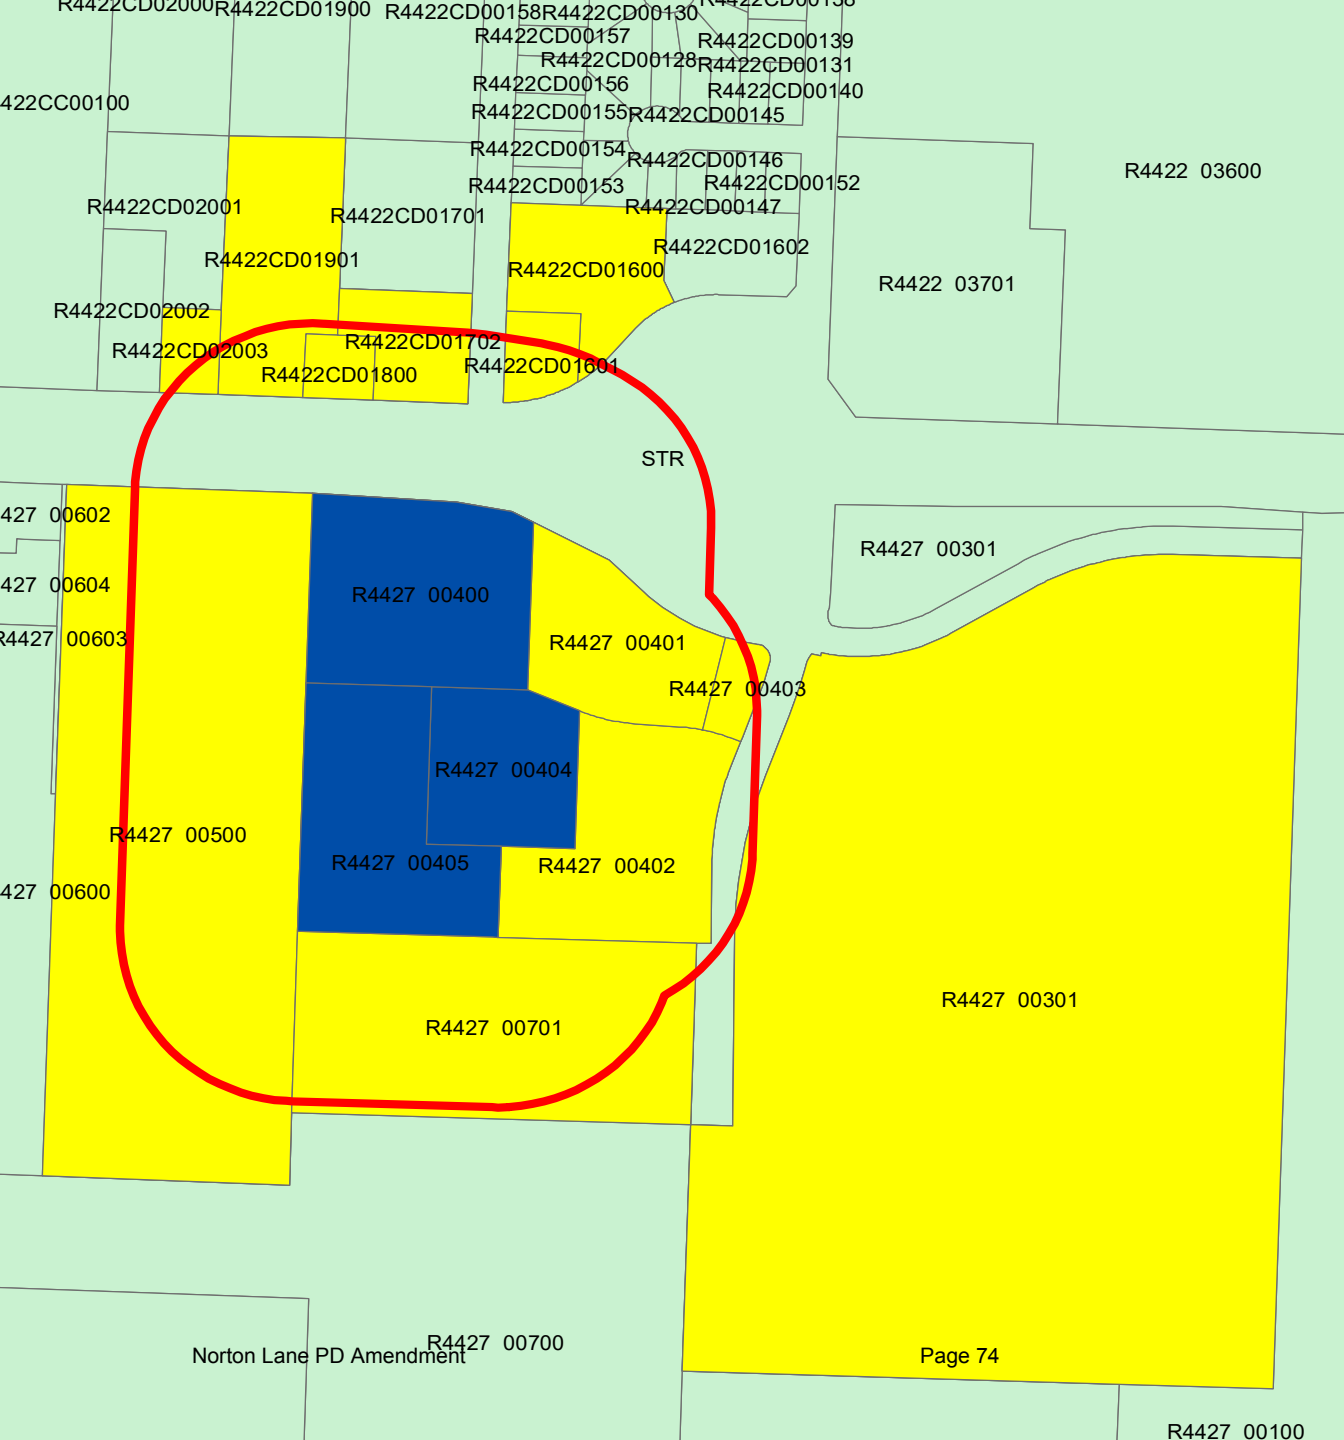 R4422CD02000
R4422CD01900
R4422CD00158
R4422CD00130
R4422CD00157
R4422CD00139
R4422CD00128
R4422CD00131
R4422CD00156
R4422CD00140
422CC00100
R4422CD00155
R4422CD00145
R4422CD00154
R4422CD00146
R4422 03600
R4422CD00153
R4422CD00152
R4422CD02001
R4422CD01701
R4422CD00147
R4422CD01901
R4422CD01600
R4422CD01602
R4422 03701
R4422CD02002
R4422CD02003
R4422CD01702
R4422CD01800
R4422CD01601
STR
427 00602
R4427 00301
427 00604
R4427 00400
R4427 00603
R4427 00401
R4427 00403
R4427 00404
R4427 00500
R4427 00405
R4427 00402
427 00600
R4427 00301
R4427 00701
R4427 00700
Norton Lane PD Amendment
Page 74
R4427 00100